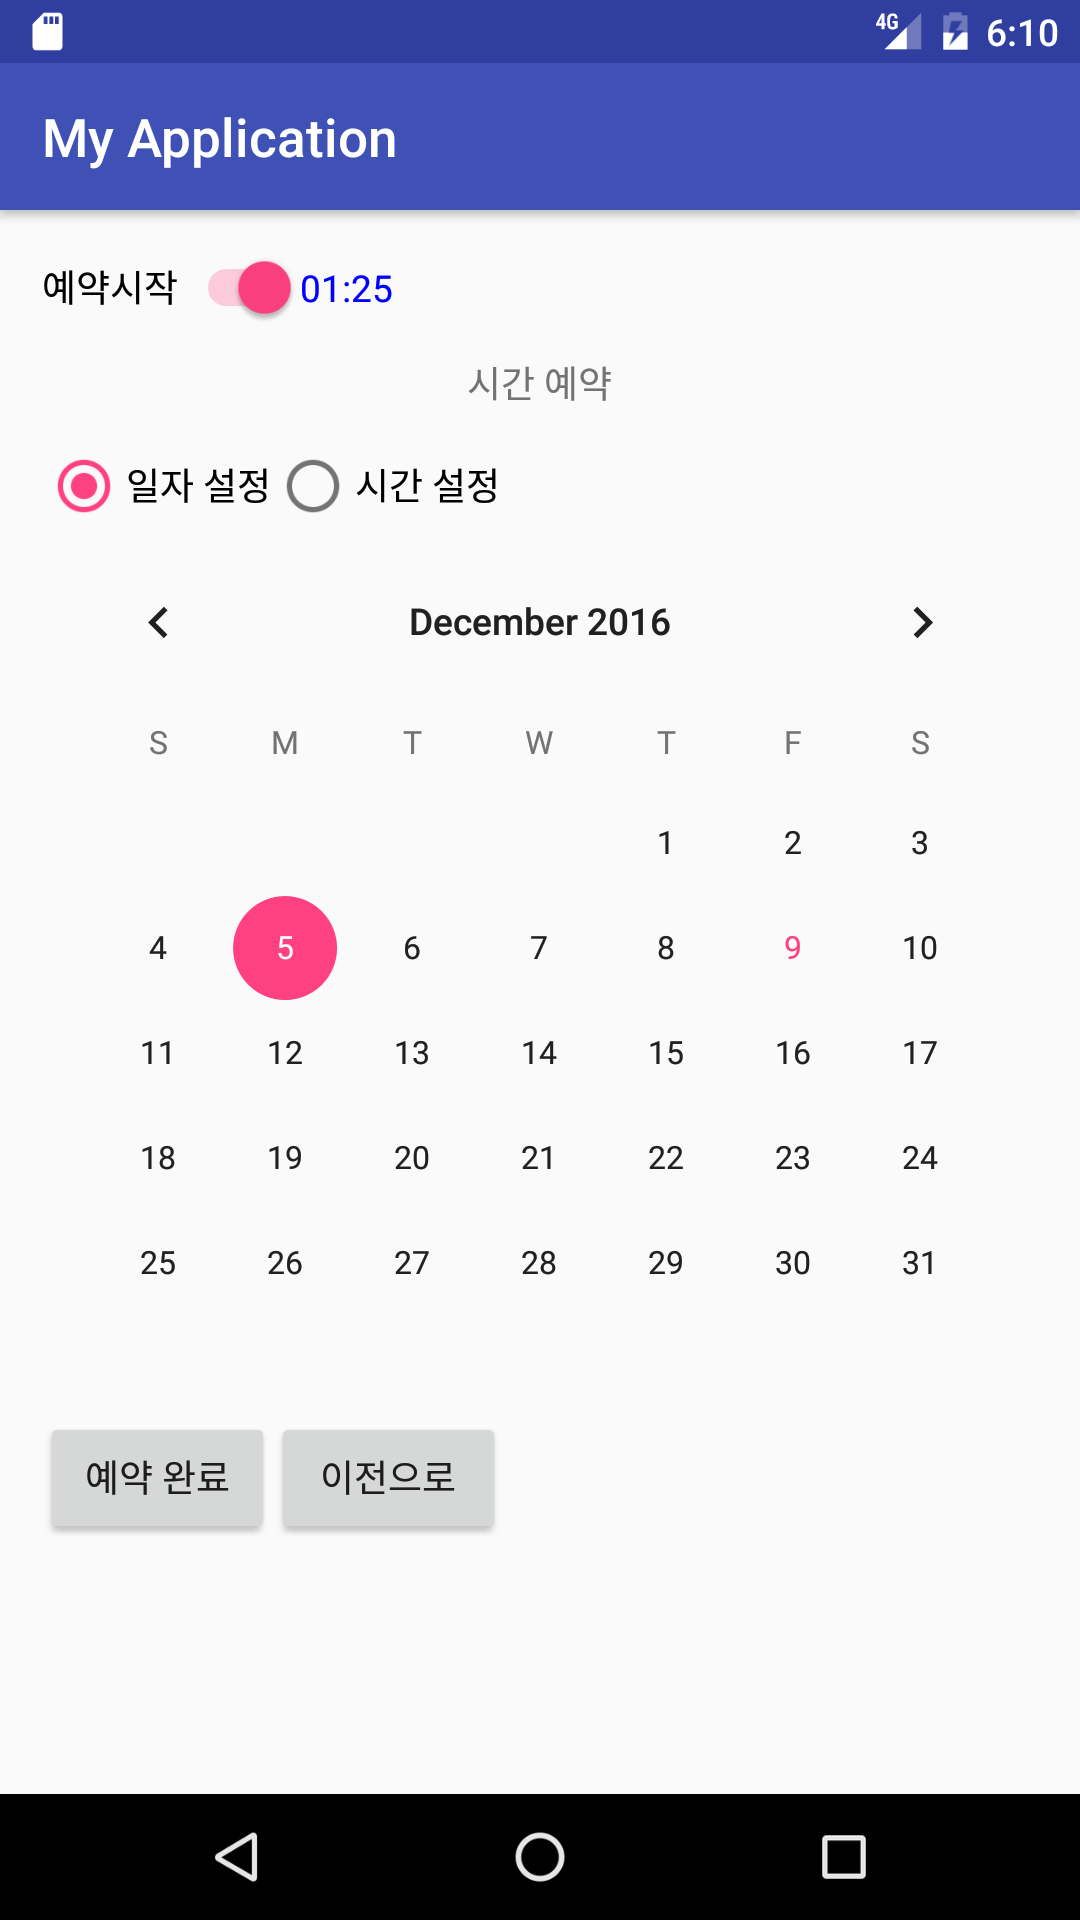 4G 6:10
My Application
예약시작 01:25
시간 예약
일자 설정 시간 설정
December 2016
S M T W T F S
1 2 3
4 5 6 7 8 9 10
11 12 13 14 15 16 17
18 19 20 21 22 23 24
25 26 27 28 29 30 31
예약 완료 이전으로